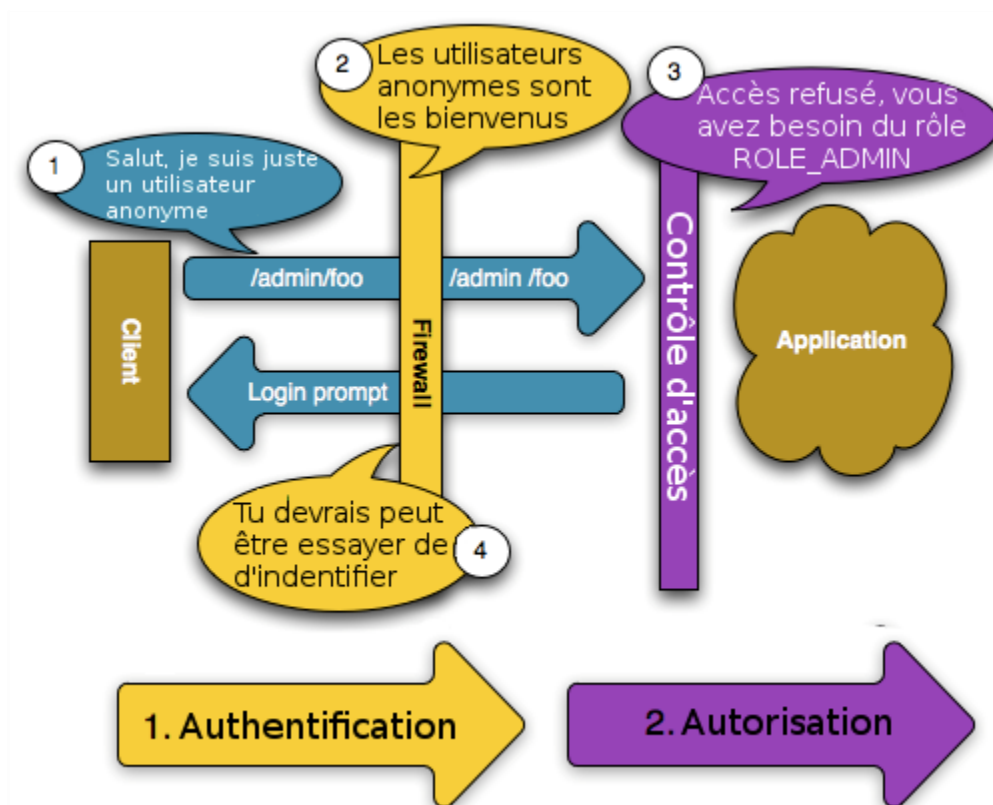 1
Salut, je suis juste
un utilisateur
anonyme
2
Les utilisateurs
anonymes sont
les bienvenus
3
Accès refusé, vous
avez besoin du rôle
ROLE_ADMIN
/admin/foo
/admin /foo
Client
Firewall
Contrôle d'accès
Application
Login prompt
Tu devrais peut
être essayer de
d'indentifier
4
1. Authentification
2. Autorisation